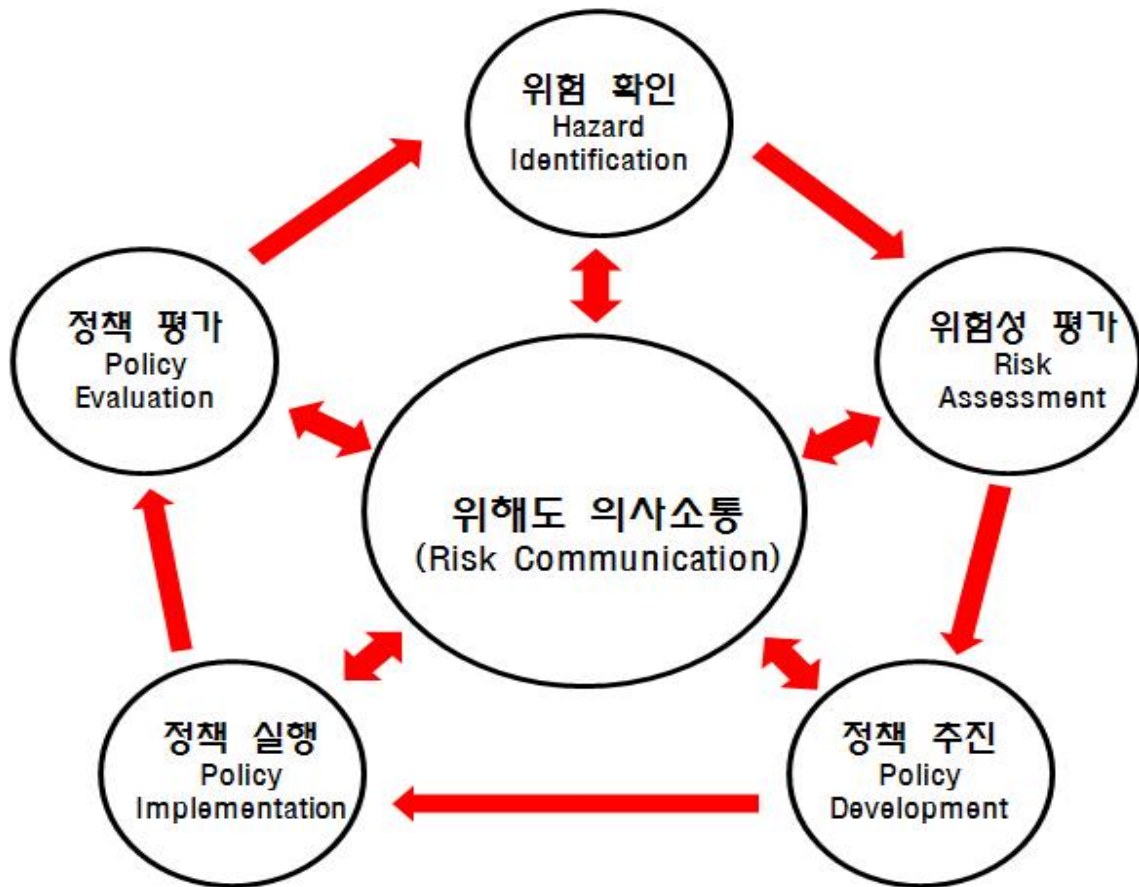 위험 확인
Hazard
Identification
정책 평가
Policy
Evaluation
위험성 평가
Risk
Assessment
위해도 의사소통
(Risk Communication)
정책 실행
Policy
Implementation
정책 추진
Policy
Development